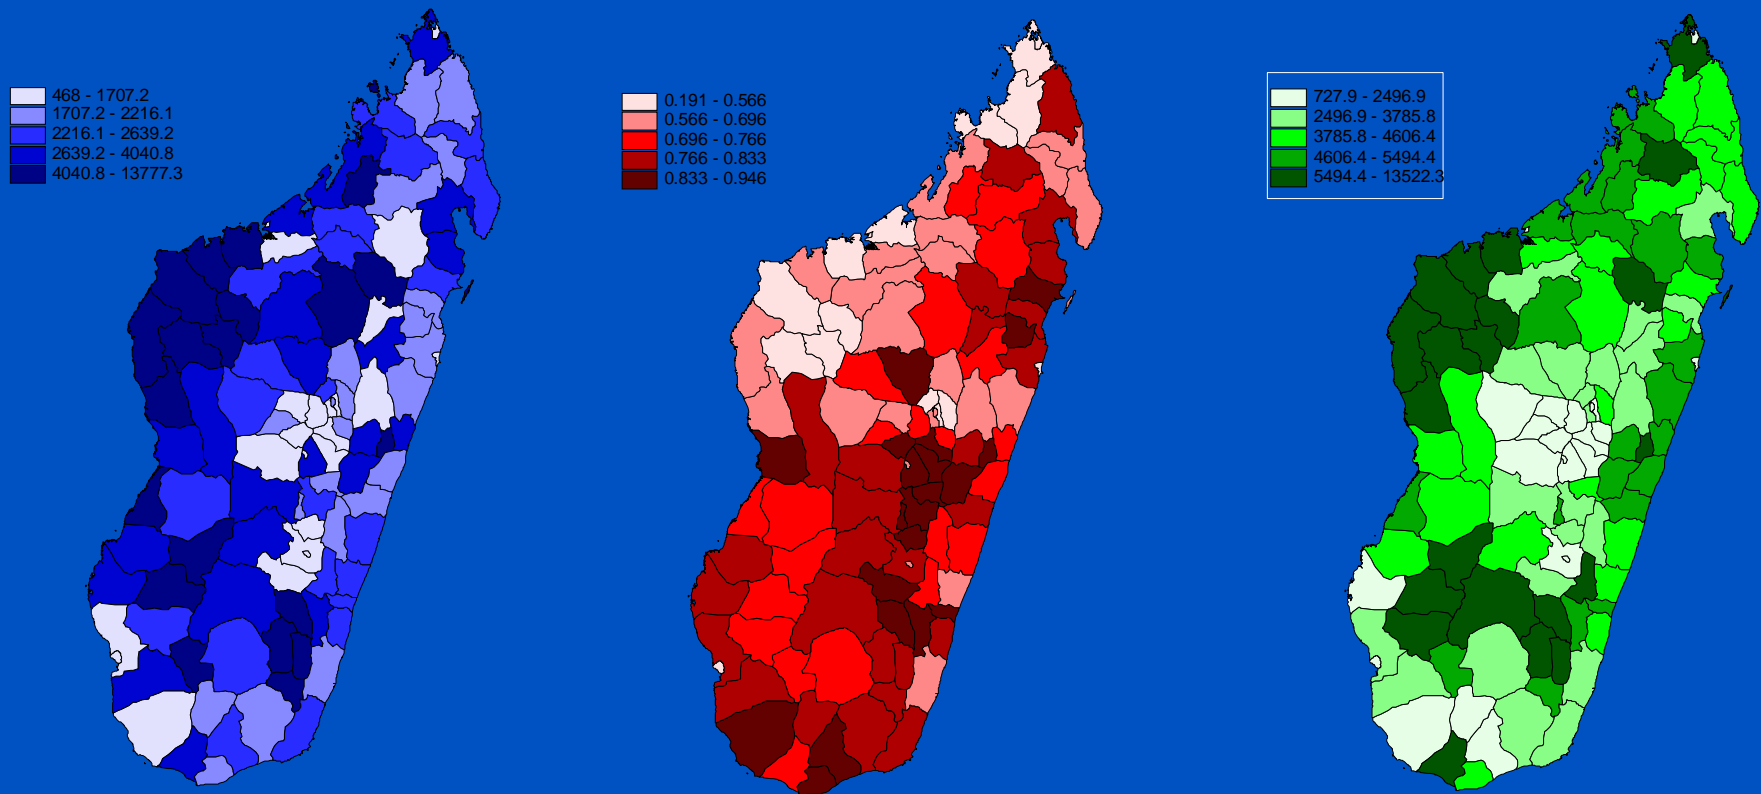 468 - 1707.2
1707.2 - 2216.1
2216.1 - 2639.2
2639.2 - 4040.8
4040.8 - 13777.3
0.191 - 0.566
0.566 - 0.696
0.696 - 0.766
0.766 - 0.833
0.833 - 0.946
727.9 - 2496.9
2496.9 - 3785.8
3785.8 - 4606.4
4606.4 - 5494.4
5494.4 - 13522.3